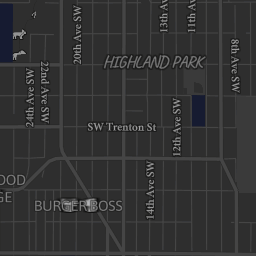 20th Ave SW
13th Ave
11th Ave
HIGHLAND PARK
8th Ave SW
24th Ave SW
22nd Ave SW
12th Ave SW
SW Trenton St
14th Ave SW
OOD
GE
BURGER BOSS